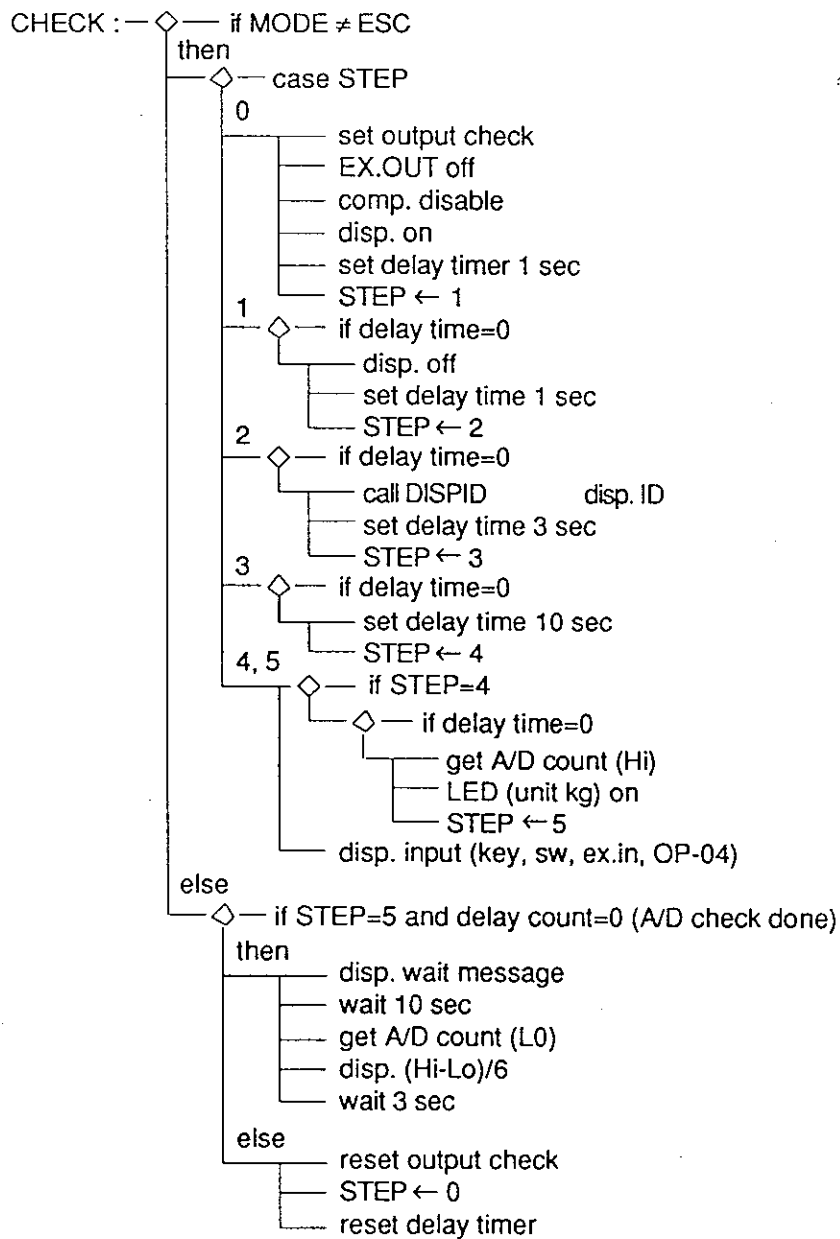 CHECK : if MODE ≠ ESC
then
case STEP
0
set output check
EX.OUT off
comp. disable
disp. on
set delay timer 1 sec
STEP ← 1
1
if delay time=0
disp. off
set delay time 1 sec
STEP ← 2
2
if delay time=0
call DISPID disp. ID
set delay time 3 sec
STEP ← 3
3
if delay time=0
set delay time 10 sec
STEP ← 4
4, 5
if STEP=4
if delay time=0
get A/D count (Hi)
LED (unit kg) on
STEP ← 5
disp. input (key, sw, ex.in, OP-04)
else
if STEP=5 and delay count=0 (A/D check done)
then
disp. wait message
wait 10 sec
get A/D count (L0)
disp. (Hi-Lo)/6
wait 3 sec
else
reset output check
STEP ← 0
reset delay timer